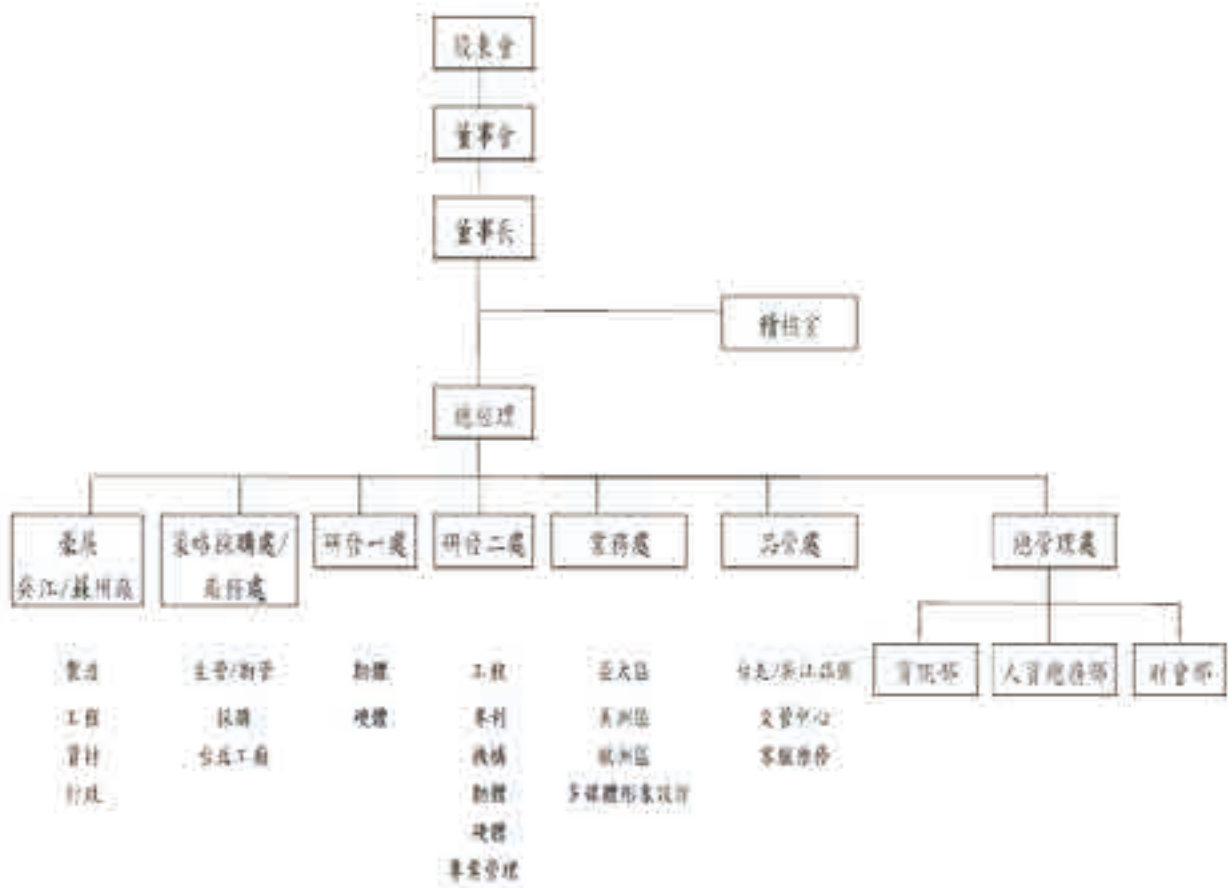 股東會
董事會
董事長
稽核室
總經理
吳江/蘇州廠
策略採購處/
廠務處
研發一處
研發二處
業務處
品管處
總管理處
製造
工程
資材
行政
生管/物管
採購
台北工廠
韌體
硬體
工程
專利
機構
韌體
硬體
專案管理
亞太區
美洲區
歐洲區
多媒體形象設計
台北/吳江品保
文管中心
客服維修
資訊部
人資總務部
財會部